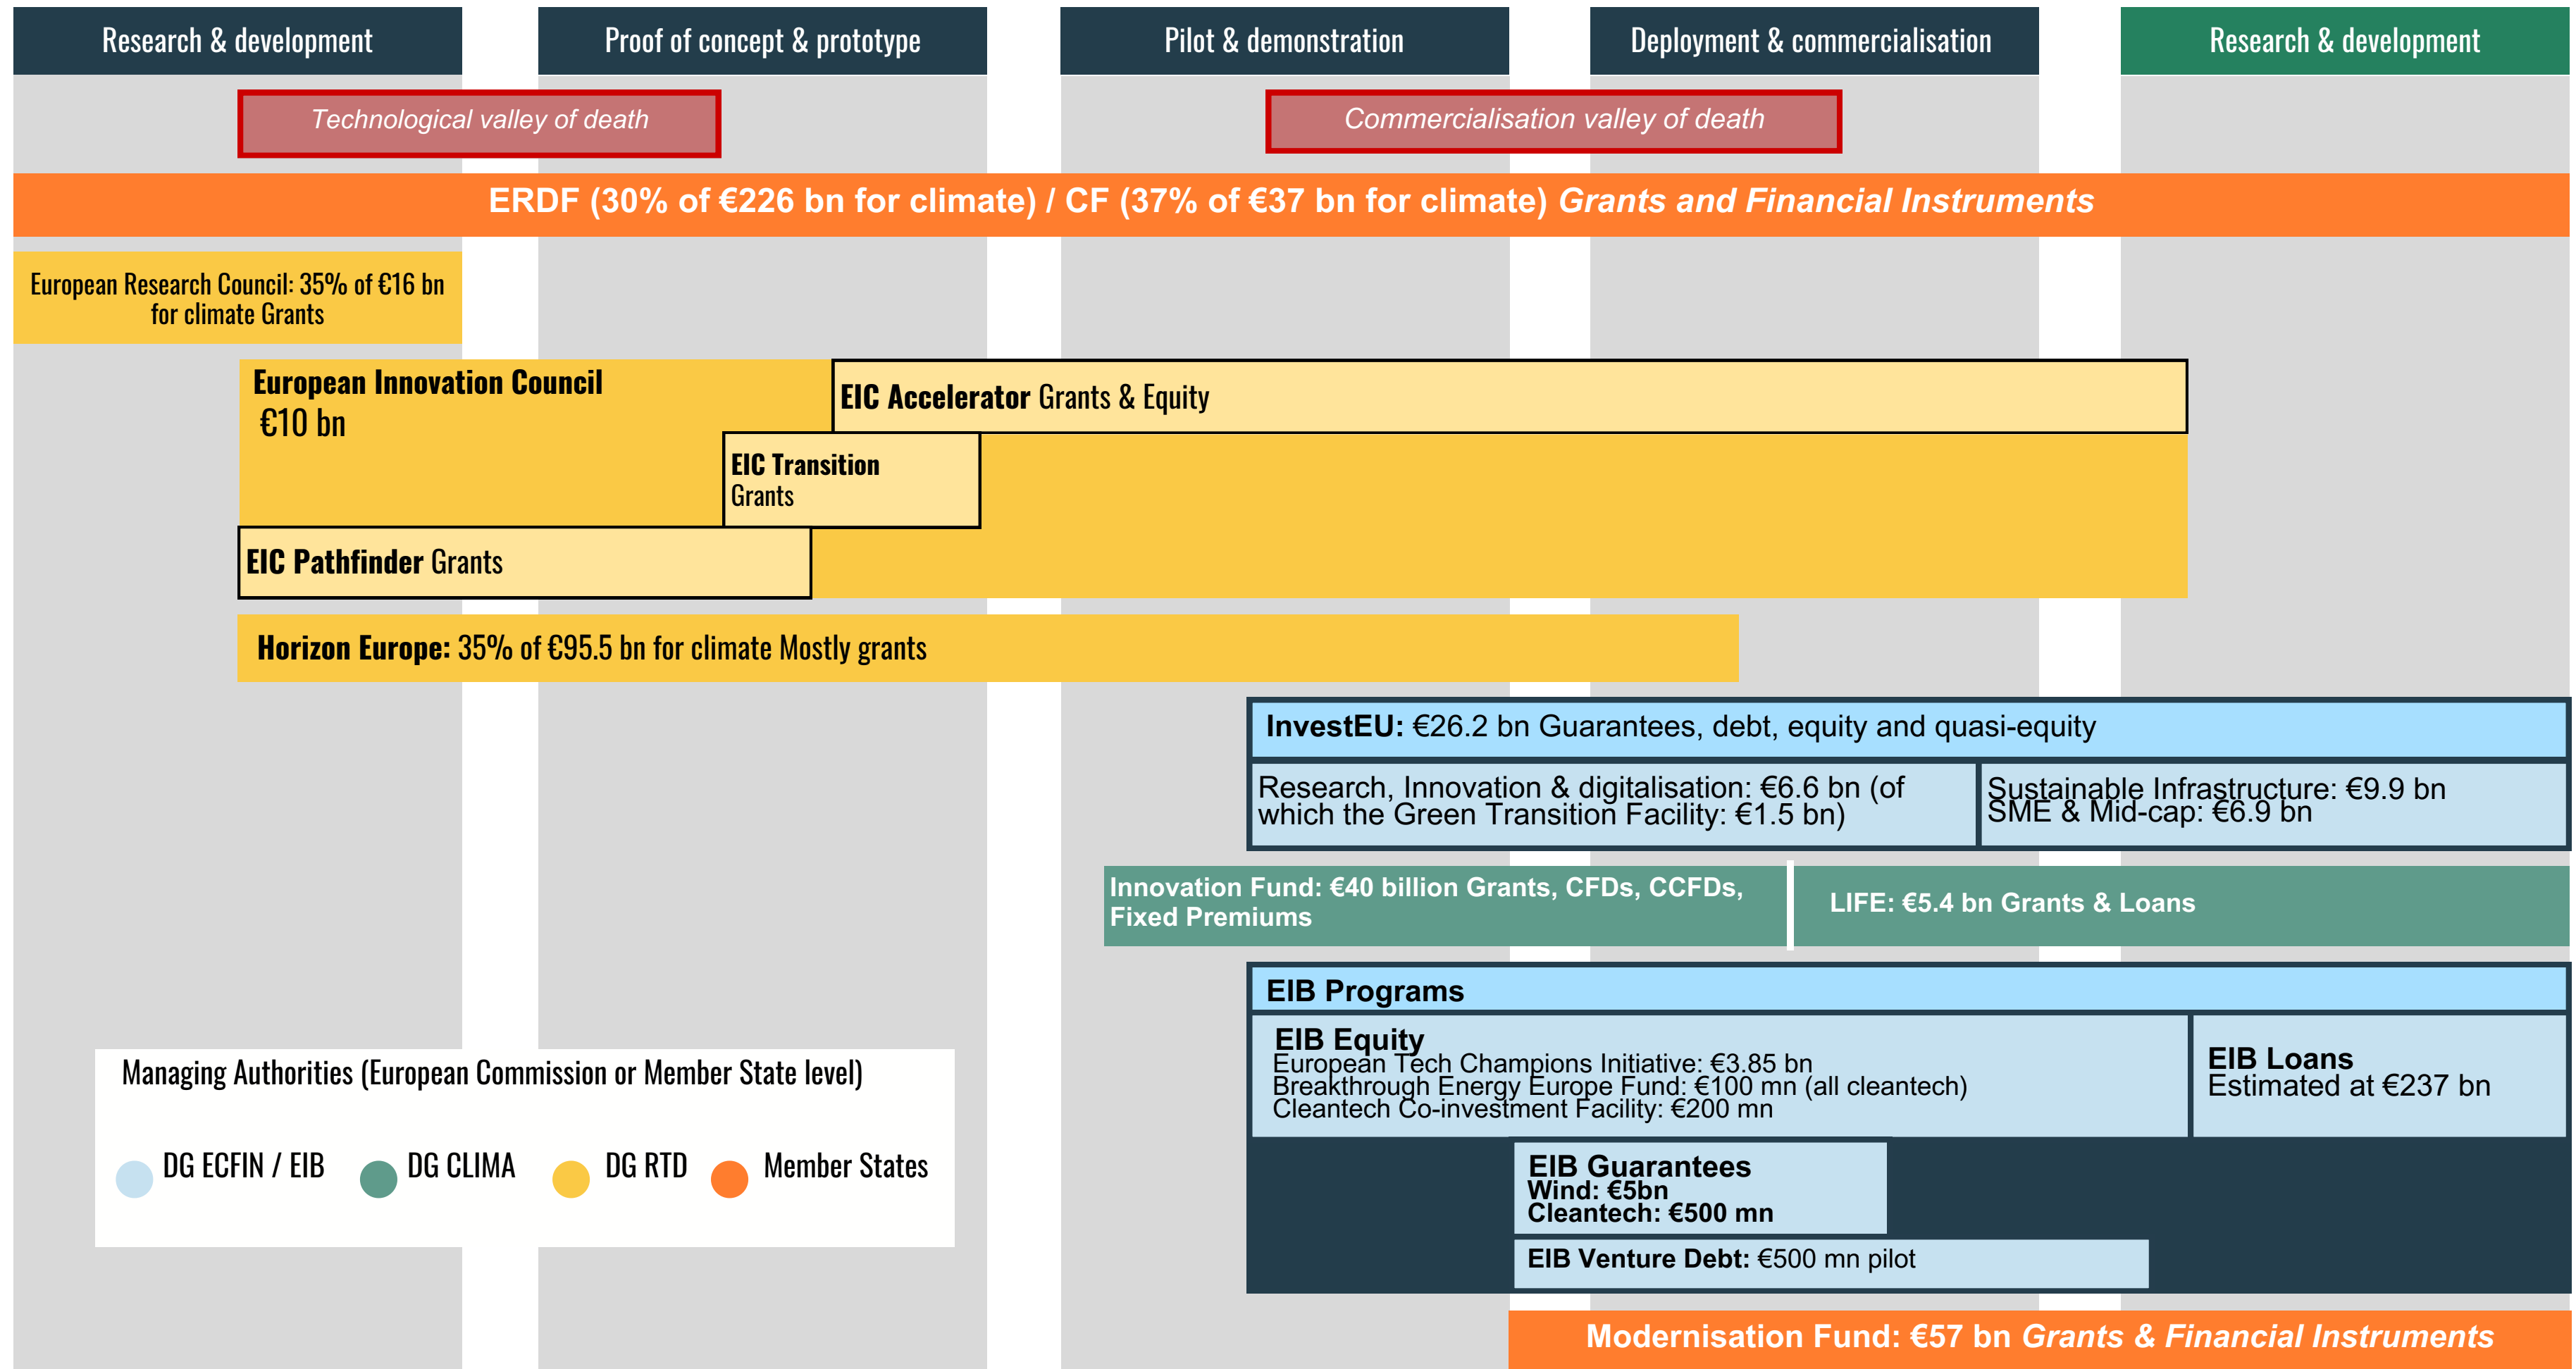 Research & development
Proof of concept & prototype
Pilot & demonstration
Deployment & commercialisation
Research & development
Technological valley of death
Commercialisation valley of death
ERDF (30% of €226 bn for climate) / CF (37% of €37 bn for climate) Grants and Financial Instruments
European Research Council: 35% of €16 bn
for climate Grants
European Innovation Council
€10 bn
EIC Accelerator Grants & Equity
EIC Transition
Grants
EIC Pathfinder Grants
Horizon Europe: 35% of €95.5 bn for climate Mostly grants
InvestEU: €26.2 bn Guarantees, debt, equity and quasi-equity
Research, Innovation & digitalisation: €6.6 bn (of
which the Green Transition Facility: €1.5 bn)
Sustainable Infrastructure: €9.9 bn
SME & Mid-cap: €6.9 bn
Innovation Fund: €40 billion Grants, CFDs, CCFDs,
Fixed Premiums
LIFE: €5.4 bn Grants & Loans
EIB Programs
EIB Equity
European Tech Champions Initiative: €3.85 bn
Breakthrough Energy Europe Fund: €100 mn (all cleantech)
Cleantech Co-investment Facility: €200 mn
EIB Loans
Estimated at €237 bn
EIB Guarantees
Wind: €5bn
Cleantech: €500 mn
EIB Venture Debt: €500 mn pilot
Modernisation Fund: €57 bn Grants & Financial Instruments
Managing Authorities (European Commission or Member State level)
DG ECFIN / EIB
DG CLIMA
DG RTD
Member States